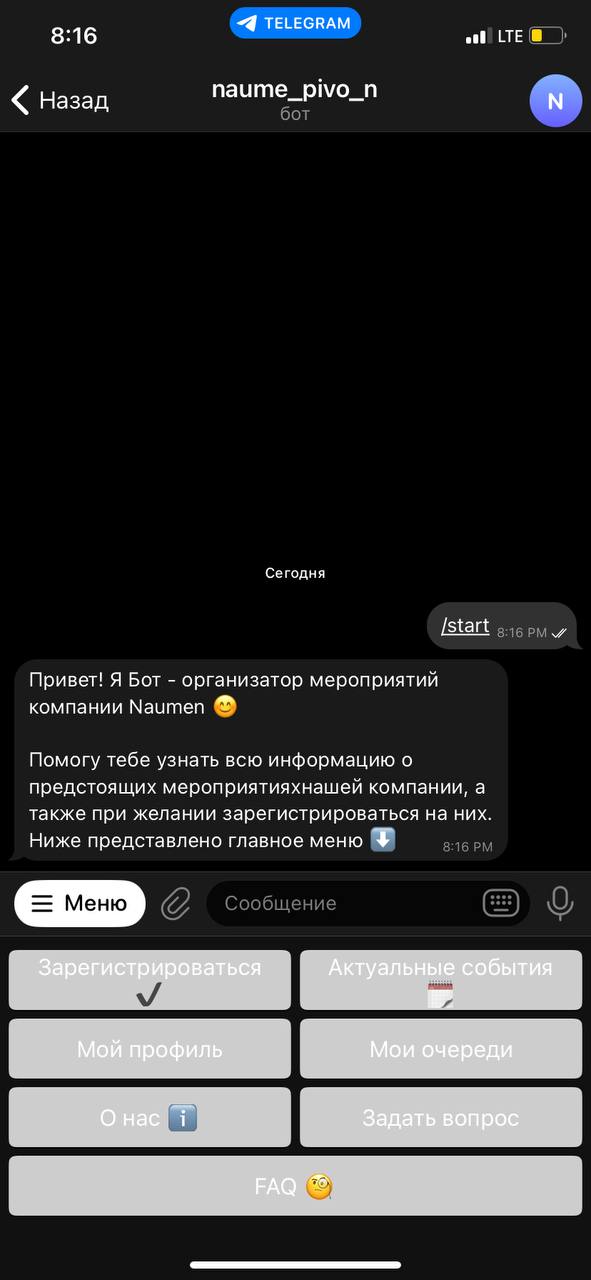 8:16
TELEGRAM
LTE
Назад
naume_pivo_n
бот
N
Сегодня
/start 8:16 PM
Привет! Я Бот - организатор мероприятий
компании Naumen 😊
Помогу тебе узнать всю информацию о
предстоящих мероприятияхнашей компании, а
также при желании зарегистрироваться на них.
Ниже представлено главное меню ⬇️ 8:16 PM
Меню
Сообщение
Зарегистрироваться ✔️
Актуальные события 🗓
Мой профиль
Мои очереди
О нас ℹ️
Задать вопрос
FAQ 🧐